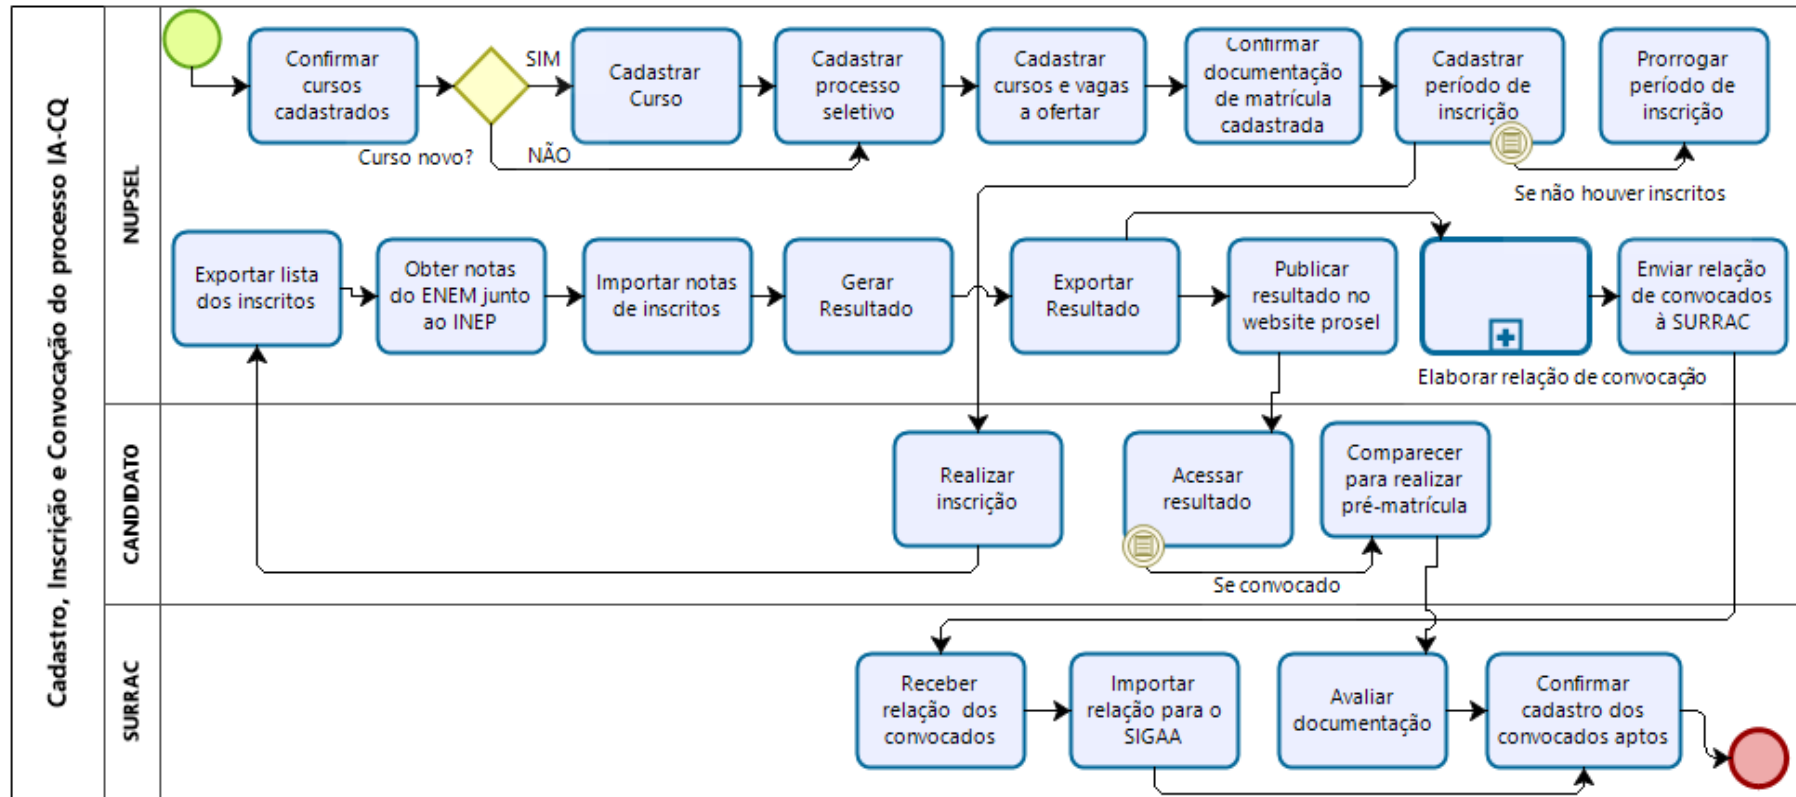 Cadastro, Inscrição e Convocação do processo IA-CQ
NUPSEL
Confirmar
cursos
cadastrados
Curso novo?
SIM
NÃO
Cadastrar
Curso
Cadastrar
processo
seletivo
Cadastrar
cursos e vagas
a ofertar
Confirmar
documentação
de matrícula
cadastrada
Cadastrar
período de
inscrição
Prorrogar
período de
inscrição
Se não houver inscritos
Exportar lista
dos inscritos
Obter notas
do ENEM junto
ao INEP
Importar notas
de inscritos
Gerar
Resultado
Exportar
Resultado
Publicar
resultado no
website prosel
Elaborar relação de convocação
Enviar relação
de convocados
à SURRAC
CANDIDATO
Realizar
inscrição
Acessar
resultado
Se convocado
Comparecer
para realizar
pré-matrícula
SURRAC
Receber
relação dos
convocados
Importar
relação para o
SIGAA
Avaliar
documentação
Confirmar
cadastro dos
convocados aptos